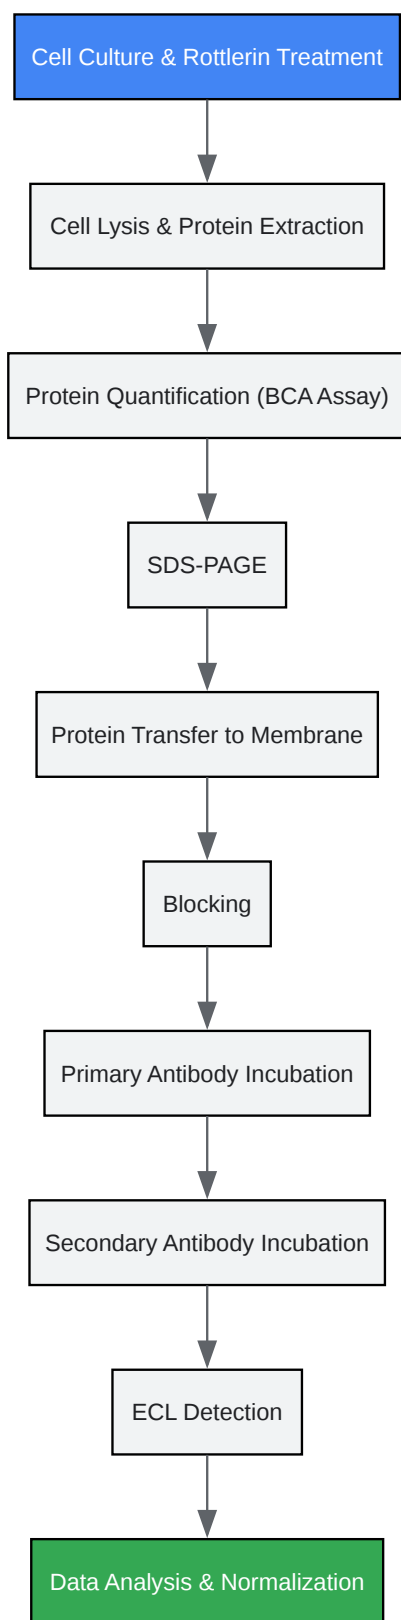 Cell Culture & Rottlerin Treatment
Cell Lysis & Protein Extraction
Protein Quantification (BCA Assay)
SDS-PAGE
Protein Transfer to Membrane
Blocking
Primary Antibody Incubation
Secondary Antibody Incubation
ECL Detection
Data Analysis & Normalization